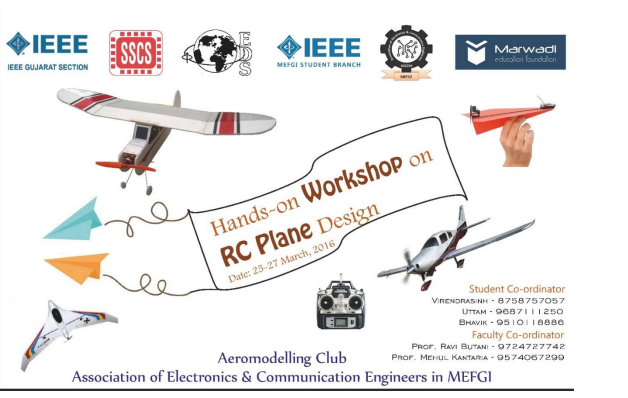 IEEE
IEEE GUJARAT SECTION
SSCS
EDS
IEEE
MEFGI STUDENT BRANCH
MEFGI
Marwadi
education foundation
Hands-on Workshop on
RC Plane Design
Date: 25-27 March, 2016
Student Co-ordinator
VIRENDRASINH - 8758757057
UTTAM - 9687111250
BHAVIK - 9510118886
Faculty Co-ordinator
PROF. RAVI BUTANI - 9724727742
PROF. MEHUL KANTARIA - 9574067299
Aeromodelling Club
Association of Electronics & Communication Engineers in MEFGI